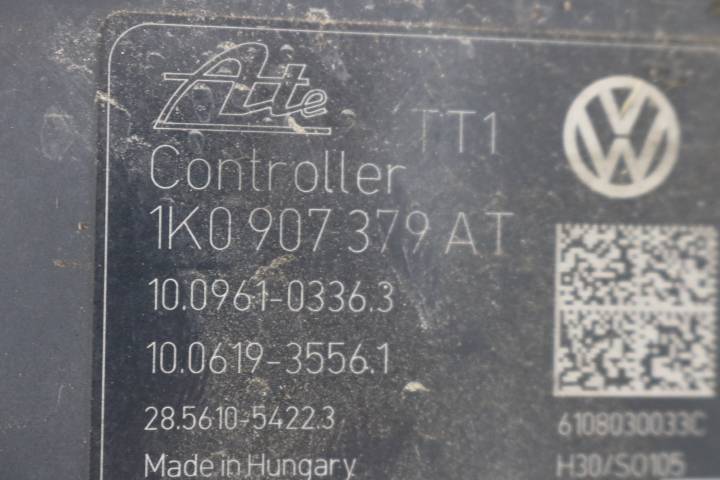 Ate
TT1
Controller
1K0 907 379 AT
10.0961-0336.3
10.0619-3556.1
28.5610-5422.3
6108030033C
Made in Hungary
H30/SO105